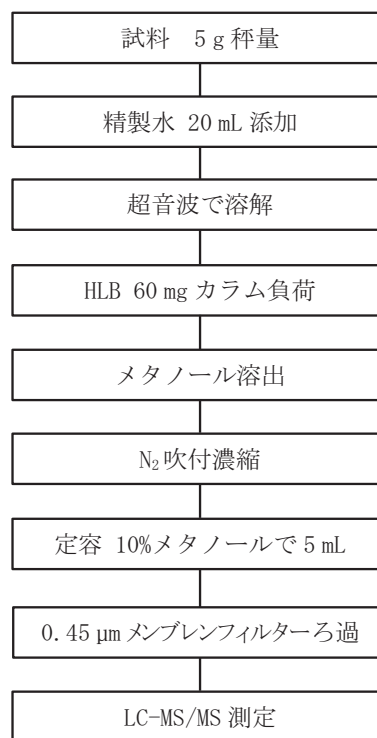 試料　5 g 秤量
精製水 20 mL 添加
超音波で溶解
HLB 60 mg カラム負荷
メタノール溶出
N₂吹付濃縮
定容 10%メタノールで 5 mL
0.45 μm メンブレンフィルターろ過
LC-MS/MS 測定